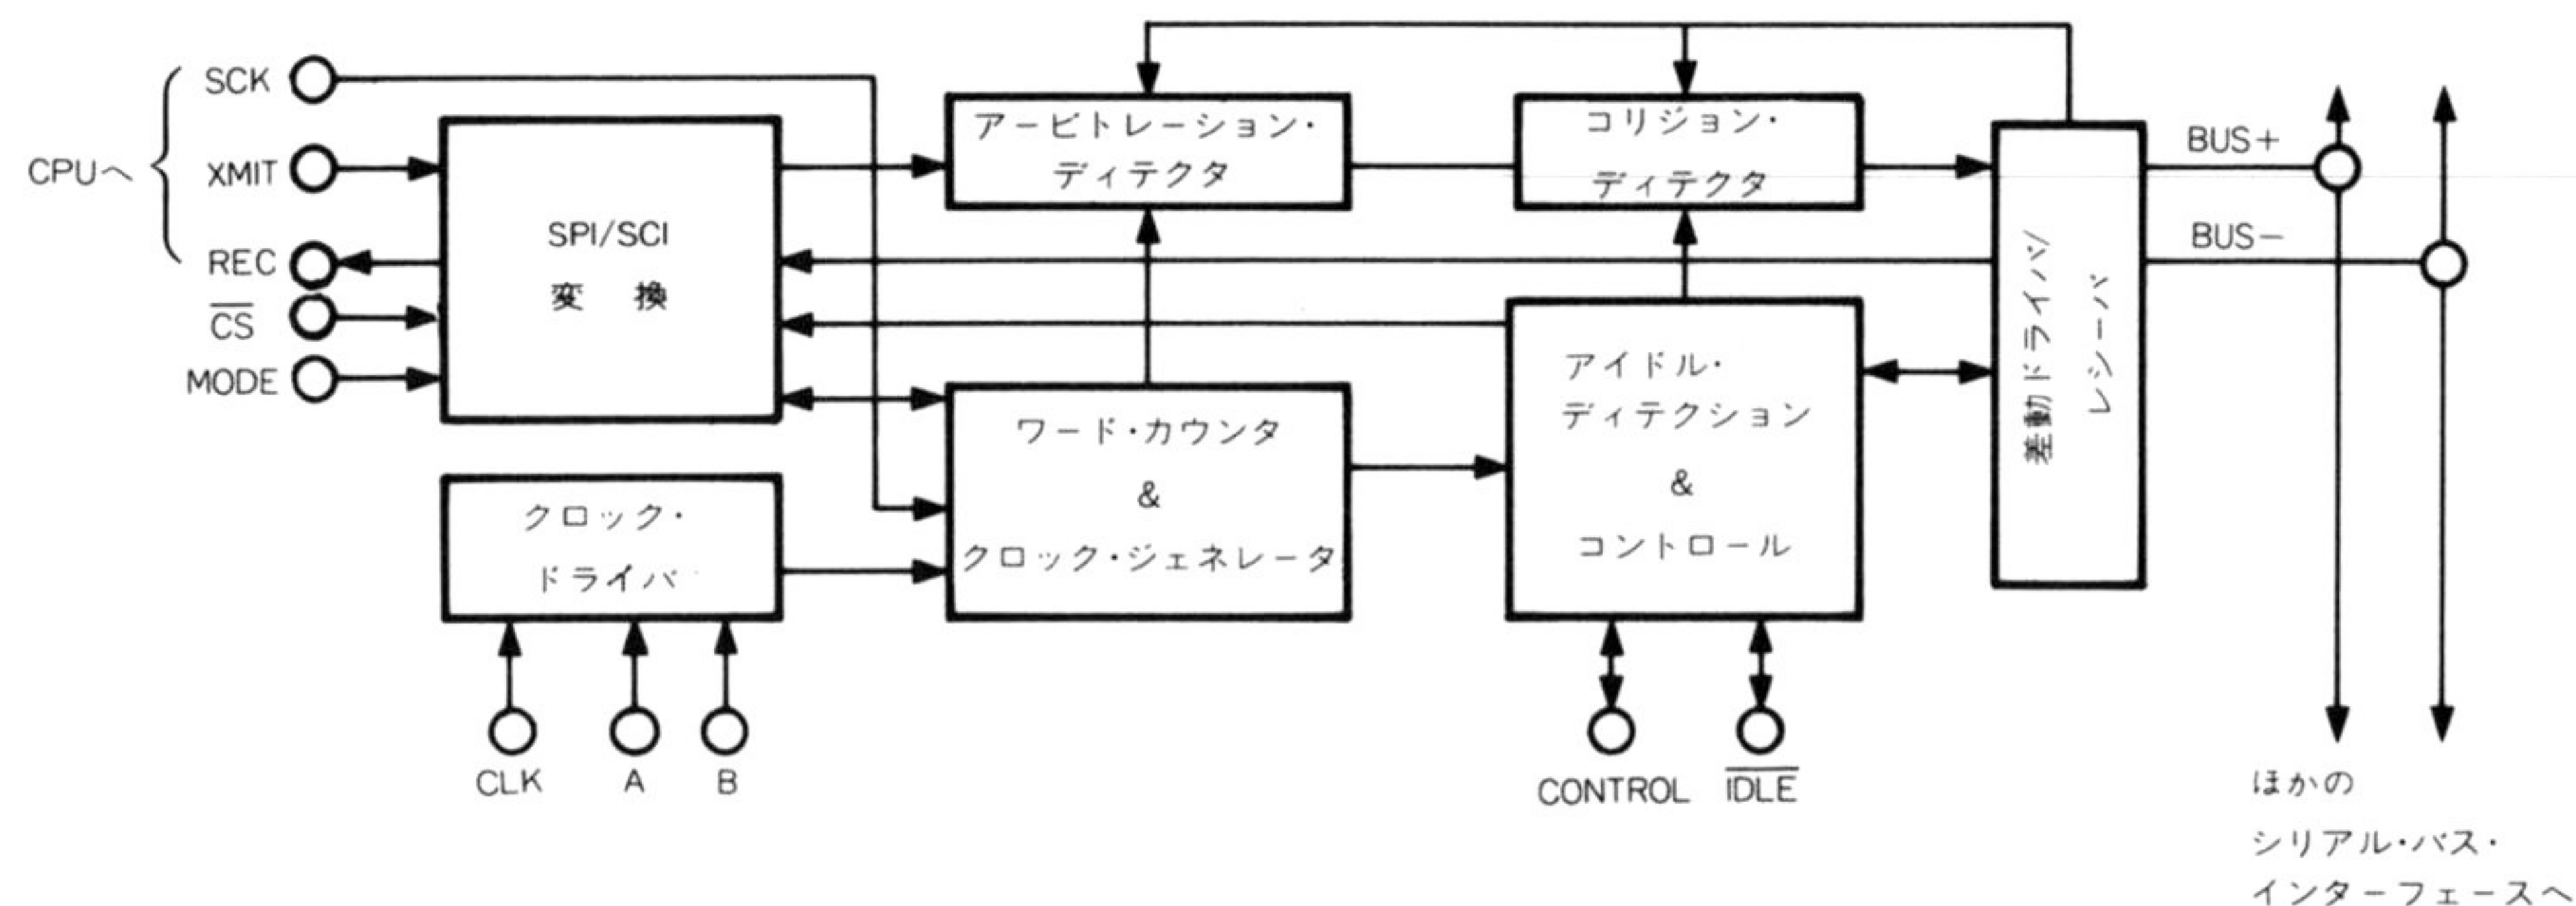 CPUへ
SCK
XMIT
REC
C̅S̅
MODE
SPI/SCI
変 換
クロック・
ドライバ
CLK
A
B
アービトレーション・
ディテクタ
ワード・カウンタ
&
クロック・ジェネレータ
コリジョン・
ディテクタ
アイドル・
ディテクション
&
コントロール
CONTROL
I̅D̅L̅E̅
差動ドライバ/
レシーバ
BUS+
BUS−
ほかの
シリアル・バス・
インターフェースへ